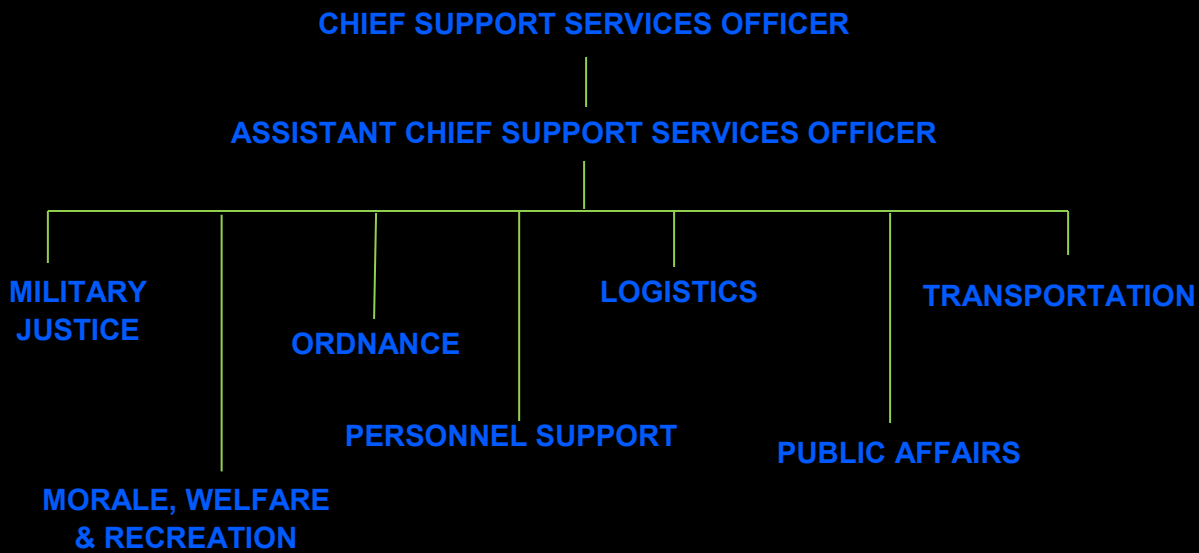 CHIEF SUPPORT SERVICES OFFICER
ASSISTANT CHIEF SUPPORT SERVICES OFFICER
MILITARY
JUSTICE
LOGISTICS
TRANSPORTATION
ORDNANCE
PERSONNEL SUPPORT
PUBLIC AFFAIRS
MORALE, WELFARE
& RECREATION